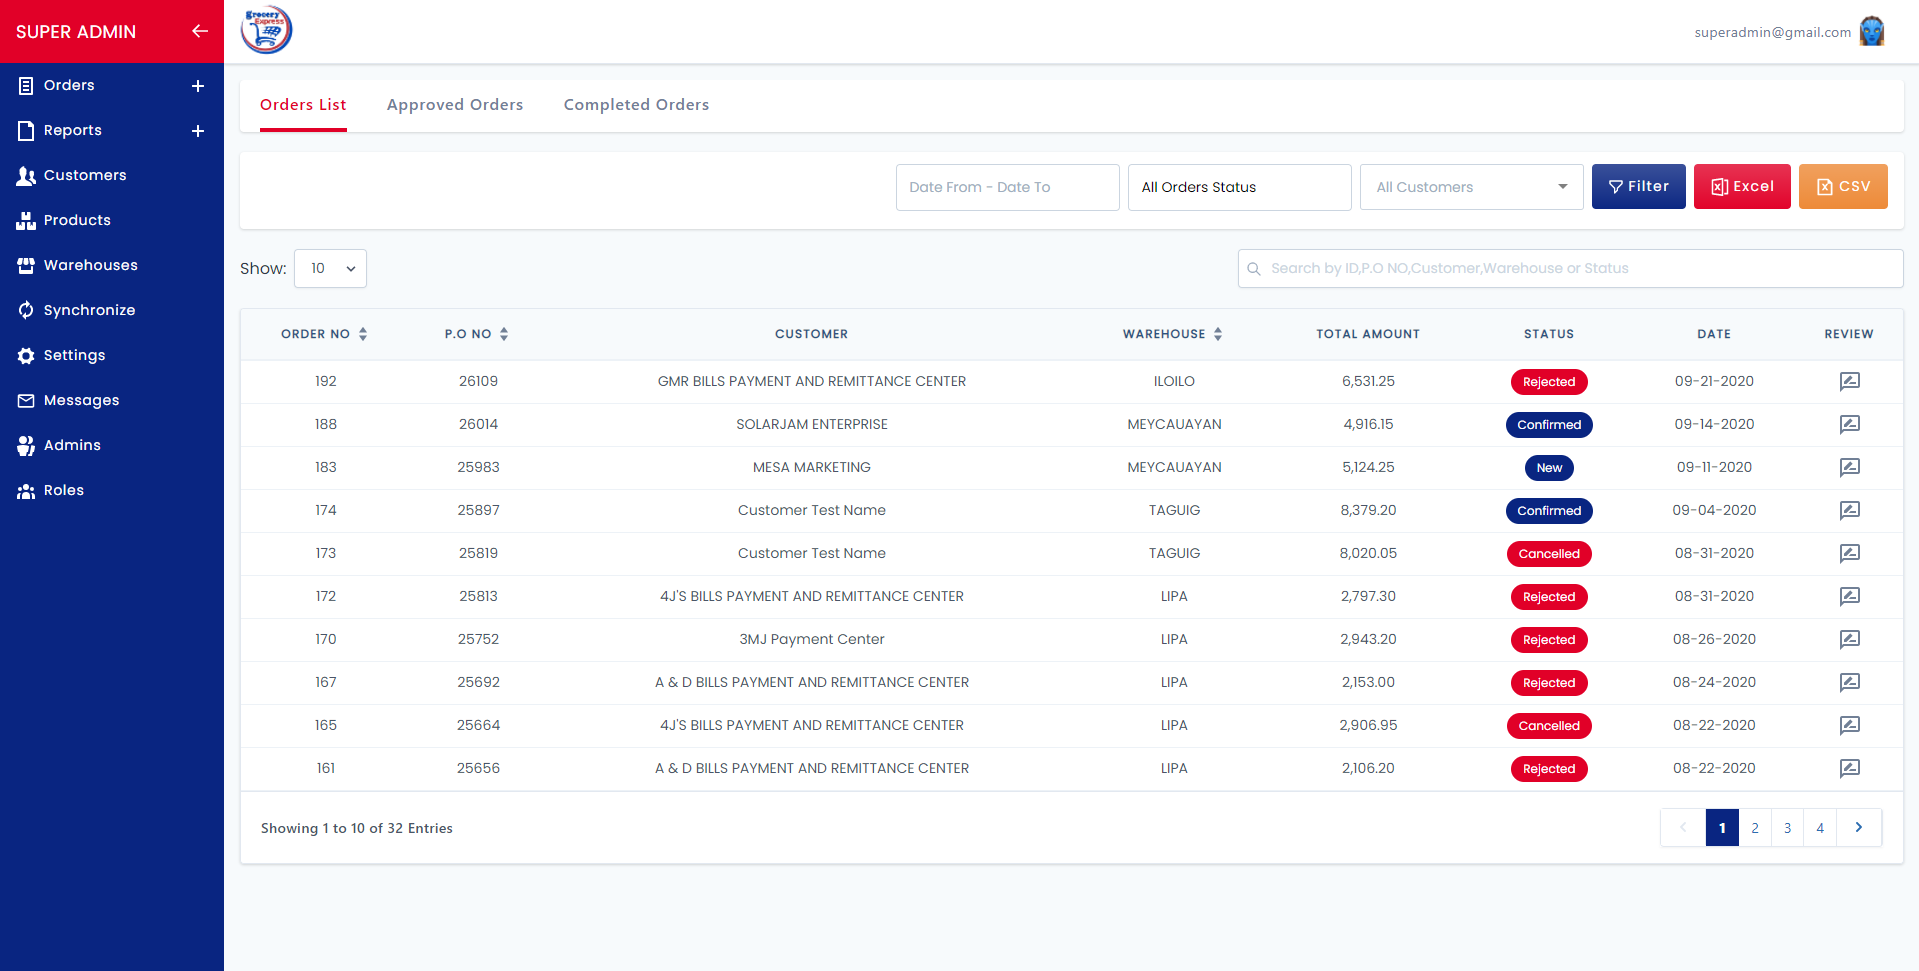 SUPER ADMIN
Grocery
Express
superadmin@gmail.com
Orders
Reports
Customers
Products
Warehouses
Synchronize
Settings
Messages
Admins
Roles
Orders List Approved Orders Completed Orders
Date From - Date To All Orders Status All Customers Filter Excel CSV
Show: 10 Search by ID,P.O NO,Customer,Warehouse or Status
ORDER NO P.O NO CUSTOMER WAREHOUSE TOTAL AMOUNT STATUS DATE REVIEW
192 26109 GMR BILLS PAYMENT AND REMITTANCE CENTER ILOILO 6,531.25 Rejected 09-21-2020
188 26014 SOLARJAM ENTERPRISE MEYCAUAYAN 4,916.15 Confirmed 09-14-2020
183 25983 MESA MARKETING MEYCAUAYAN 5,124.25 New 09-11-2020
174 25897 Customer Test Name TAGUIG 8,379.20 Confirmed 09-04-2020
173 25819 Customer Test Name TAGUIG 8,020.05 Cancelled 08-31-2020
172 25813 4J'S BILLS PAYMENT AND REMITTANCE CENTER LIPA 2,797.30 Rejected 08-31-2020
170 25752 3MJ Payment Center LIPA 2,943.20 Rejected 08-26-2020
167 25692 A & D BILLS PAYMENT AND REMITTANCE CENTER LIPA 2,153.00 Rejected 08-24-2020
165 25664 4J'S BILLS PAYMENT AND REMITTANCE CENTER LIPA 2,906.95 Cancelled 08-22-2020
161 25656 A & D BILLS PAYMENT AND REMITTANCE CENTER LIPA 2,106.20 Rejected 08-22-2020
Showing 1 to 10 of 32 Entries 1 2 3 4